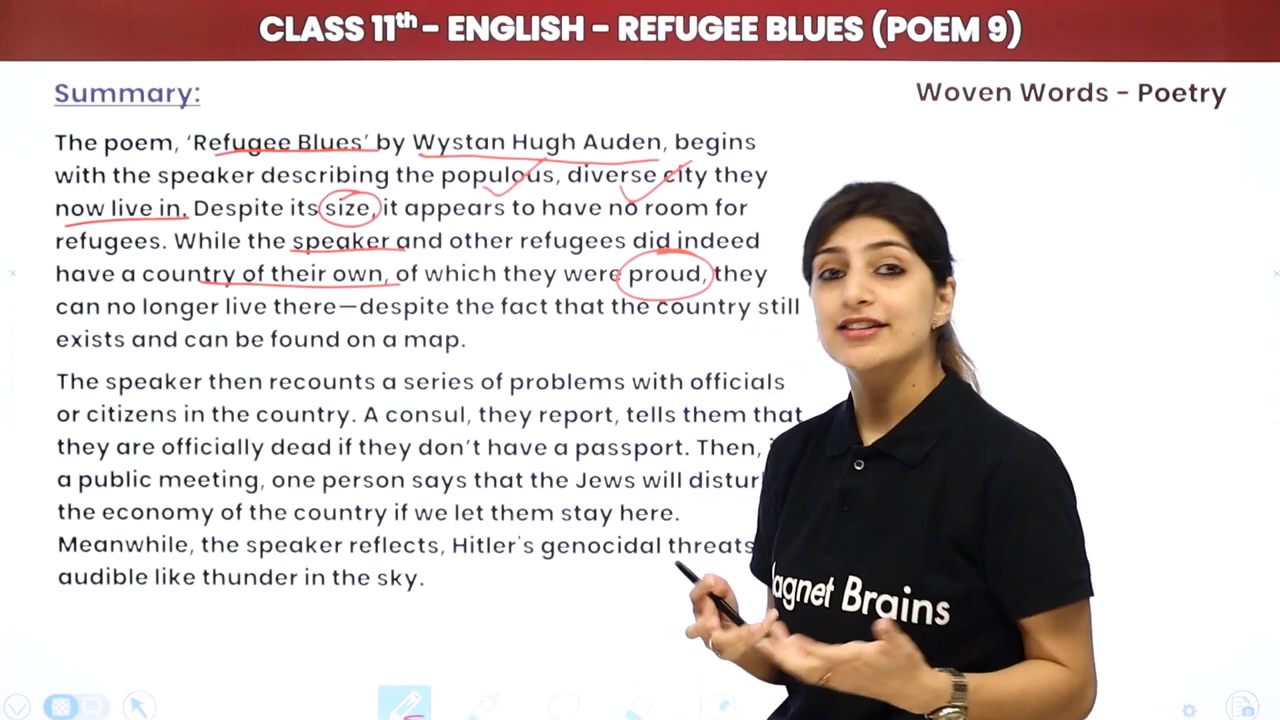 CLASS 11th – ENGLISH – REFUGEE BLUES (POEM 9)
Summary:
Woven Words – Poetry
The poem, ‘Refugee Blues’ by Wystan Hugh Auden, begins
with the speaker describing the populous, diverse city they
now live in. Despite its size, it appears to have no room for
refugees. While the speaker and other refugees did indeed
have a country of their own, of which they were proud, they
can no longer live there—despite the fact that the country still
exists and can be found on a map.
The speaker then recounts a series of problems with officials
or citizens in the country. A consul, they report, tells them that
they are officially dead if they don’t have a passport. Then,
a public meeting, one person says that the Jews will
the economy of the country if we let them stay here.
Meanwhile, the speaker reflects, Hitler's genocidal threats
audible like thunder in the sky.
Brains